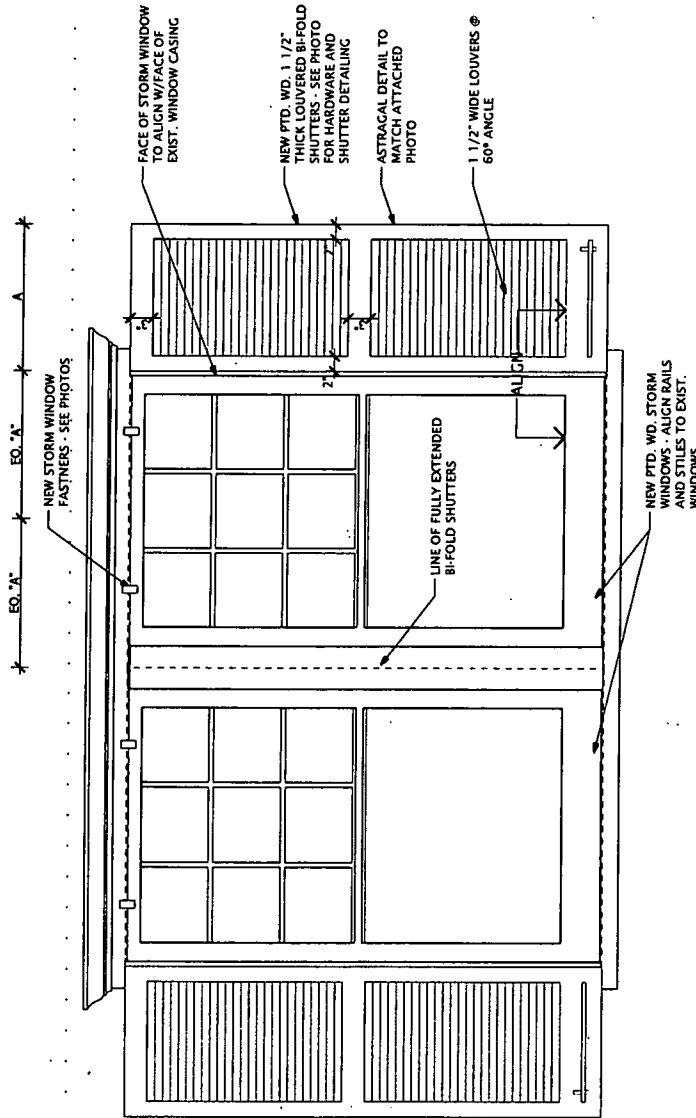 EQ. "A"
EQ. "A"
A
NEW STORM WINDOW
FASTNERS - SEE PHOTOS
FACE OF STORM WINDOW
TO ALIGN W/FACE OF
EXIST. WINDOW CASING
NEW PTD. WD. 1 1/2"
THICK LOUVERED BI-FOLD
SHUTTERS - SEE PHOTO
FOR HARDWARE AND
SHUTTER DETAILING
ASTRAGAL DETAIL TO
MATCH ATTACHED
PHOTO
1 1/2" WIDE LOUVERS @
60° ANGLE
3"
2"
3"
2"
ALIGN
LINE OF FULLY EXTENDED
BI-FOLD SHUTTERS
NEW PTD. WD. STORM
WINDOWS - ALIGN RAILS
AND STILES TO EXIST.
WINDOWS